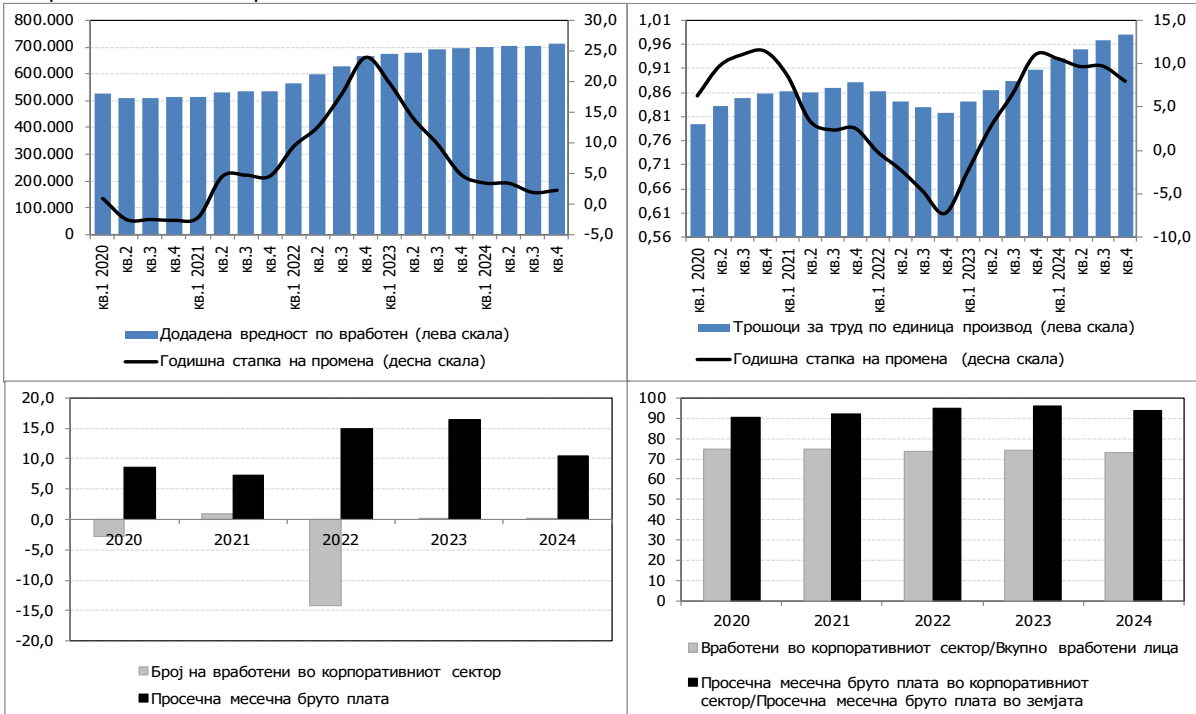 800.000
700.000
600.000
500.000
400.000
300.000
200.000
100.000
0
30,0
25,0
20,0
15,0
10,0
5,0
0,0
-5,0
кв.1 2020
кв.2
кв.3
кв.4
кв.1 2021
кв.2
кв.3
кв.4
кв.1 2022
кв.2
кв.3
кв.4
кв.1 2023
кв.2
кв.3
кв.4
кв.1 2024
кв.2
кв.3
кв.4
Додадена вредност по вработен (лева скала)
Годишна стапка на промена (десна скала)
1,01
0,96
0,91
0,86
0,81
0,76
0,71
0,66
0,61
0,56
15,0
10,0
5,0
0,0
-5,0
-10,0
кв.1 2020
кв.2
кв.3
кв.4
кв.1 2021
кв.2
кв.3
кв.4
кв.1 2022
кв.2
кв.3
кв.4
кв.1 2023
кв.2
кв.3
кв.4
кв.1 2024
кв.2
кв.3
кв.4
Трошоци за труд по единица производ (лева скала)
Годишна стапка на промена (десна скала)
20,0
15,0
10,0
5,0
0,0
-5,0
-10,0
-15,0
-20,0
2020
2021
2022
2023
2024
Број на вработени во корпоративниот сектор
Просечна месечна бруто плата
100
90
80
70
60
50
40
30
20
10
0
2020
2021
2022
2023
2024
Вработени во корпоративниот сектор/Вкупно вработени лица
Просечна месечна бруто плата во корпоративниот
сектор/Просечна месечна бруто плата во земјата